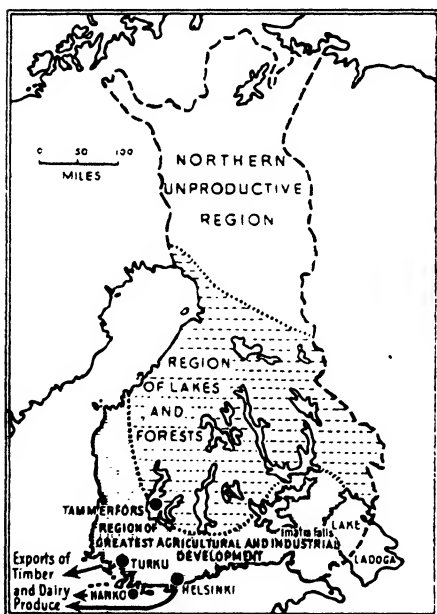 0 50 100
MILES
NORTHERN
UNPRODUCTIVE
REGION
REGION
OF LAKES
AND
FORESTS
TAMMERFORS
REGION OF
GREATEST AGRICULTURAL AND INDUSTRIAL
DEVELOPMENT
Imatra Falls
LAKE
LADOGA
Exports of
Timber
and Dairy
Produce
TURKU
HANKO
HELSINKI